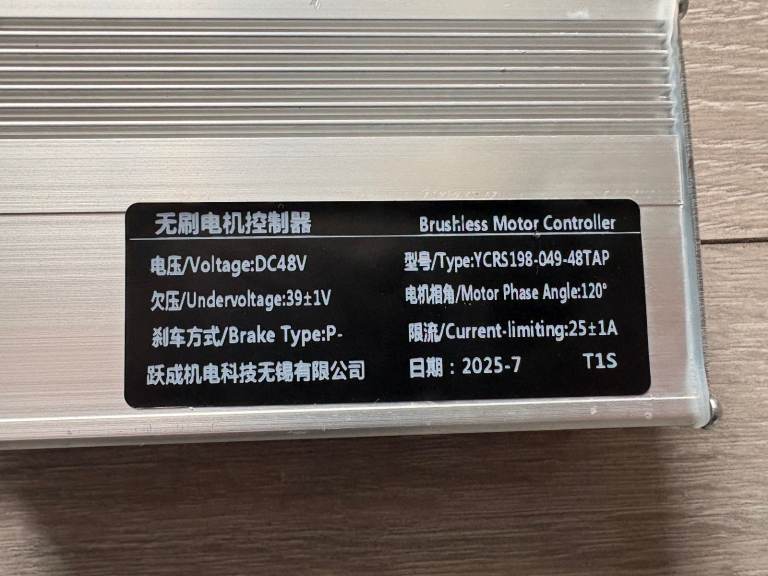 无刷电机控制器 Brushless Motor Controller
电压/Voltage:DC48V 型号/Type:YCRS198-049-48TAP
欠压/Undervoltage:39±1V 电机相角/Motor Phase Angle:120°
刹车方式/Brake Type:P- 限流/Current-limiting:25±1A
跃成机电科技无锡有限公司 日期：2025-7 T1S